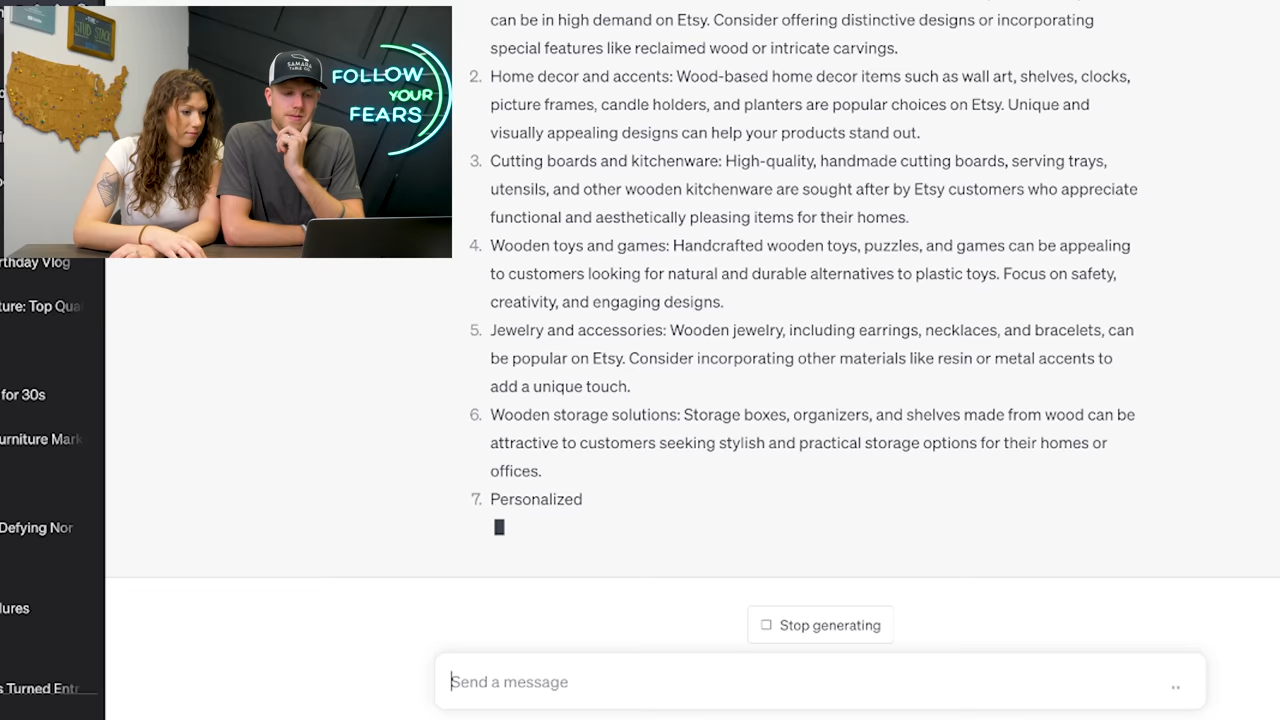 STUD STACK
SAMARA
TABLE CO.
FOLLOW
YOUR
FEARS
can be in high demand on Etsy. Consider offering distinctive designs or incorporating
special features like reclaimed wood or intricate carvings.
2. Home decor and accents: Wood-based home decor items such as wall art, shelves, clocks,
picture frames, candle holders, and planters are popular choices on Etsy. Unique and
visually appealing designs can help your products stand out.
3. Cutting boards and kitchenware: High-quality, handmade cutting boards, serving trays,
utensils, and other wooden kitchenware are sought after by Etsy customers who appreciate
functional and aesthetically pleasing items for their homes.
4. Wooden toys and games: Handcrafted wooden toys, puzzles, and games can be appealing
to customers looking for natural and durable alternatives to plastic toys. Focus on safety,
creativity, and engaging designs.
5. Jewelry and accessories: Wooden jewelry, including earrings, necklaces, and bracelets, can
be popular on Etsy. Consider incorporating other materials like resin or metal accents to
add a unique touch.
6. Wooden storage solutions: Storage boxes, organizers, and shelves made from wood can be
attractive to customers seeking stylish and practical storage options for their homes or
offices.
7. Personalized
rthday Vlog
ture: Top Qua
for 30s
urniture Mark
Defying Nor
lures
s Turned Entr
Stop generating
Send a message